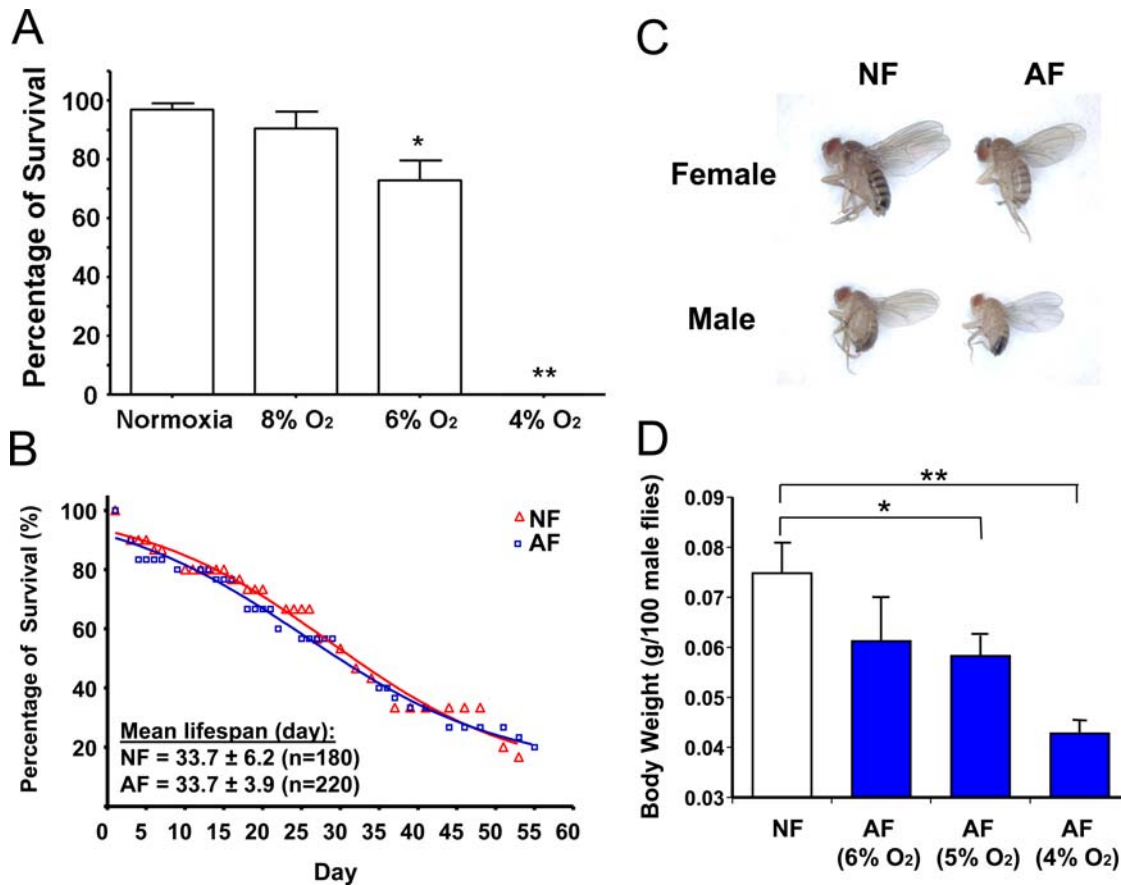 A
Percentage of Survival
100
80
60
40
20
0
*
**
Normoxia 8% O₂ 6% O₂ 4% O₂
B
Percentage of Survival (%)
100
80
60
40
20
NF
AF
Mean lifespan (day):
NF = 33.7 ± 6.2 (n=180)
AF = 33.7 ± 3.9 (n=220)
0 5 10 15 20 25 30 35 40 45 50 55 60
Day
C
NF AF
Female
Male
D
Body Weight (g/100 male flies)
0.09
0.08
0.07
0.06
0.05
0.04
0.03
**
*
NF AF AF AF
(6% O₂) (5% O₂) (4% O₂)